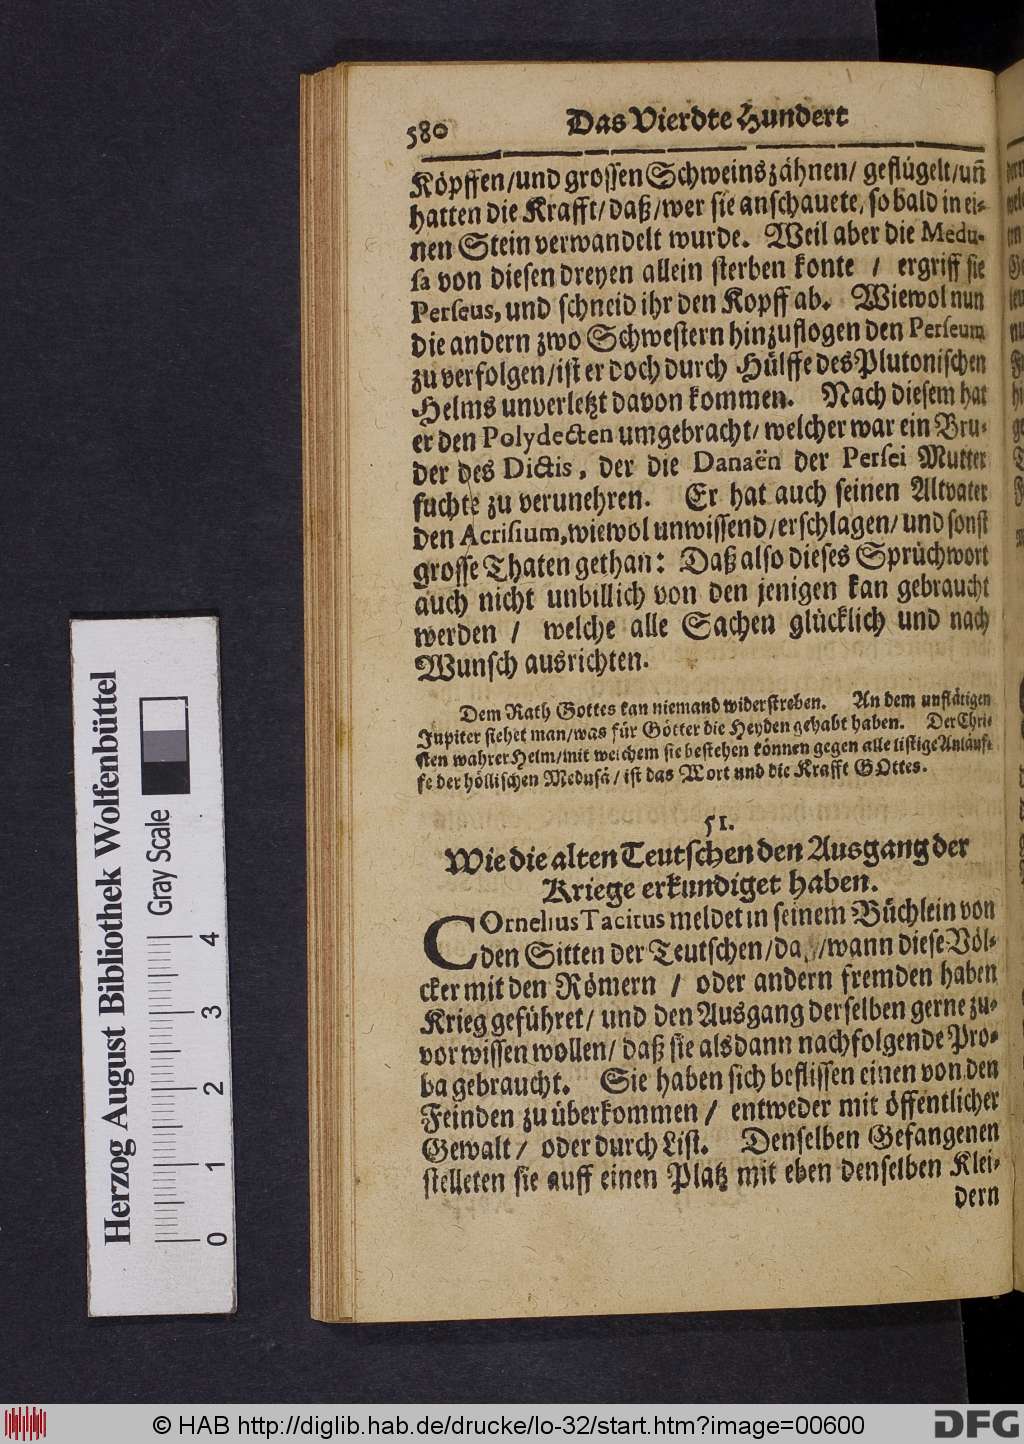 580
Das Vierdte Hundert
Köpffen/und grossen Schweinszähnen/ geflügelt/uñ
hatten die Krafft/ daß/wer sie anschauete/ so bald in ei-
nen Stein verwandelt wurde. Weil aber die Medu-
sa von diesen dreyen allein sterben konte / ergriff sie
Perseus, und schneid ihr den Kopff ab. Wiewol nun
die andern zwo Schwestern hinzuflogen den Perseum
zu verfolgen/ist er doch durch Hülffe des Plutonischen
Helms unverletzt davon kommen. Nach diesem hat
er den Polydecten umgebracht/ welcher war ein Bru-
der des Dictis, der die Danaën der Persei Mutter
suchte zu verunehren. Er hat auch seinen Altvater
den Acrisium, wiewol unwissend/erschlagen/ und sonst
grosse Thaten gethan: Daß also dieses Sprüchwort
auch nicht unbillich von den jenigen kan gebraucht
werden / welche alle Sachen glücklich und nach
Wunsch ausrichten.
Dem Rath Gottes kan niemand widerstreben. An dem unflätigen
Jupiter siehet man/was für Götter die Heyden gehabt haben. Der Chri-
sten wahrer Helm/mit welchem sie bestehen können gegen alle listige Anläuf-
fe der höllischen Medusä/ ist das Wort und die Krafft GOttes.
51.
Wie die alten Teutschen den Ausgang der
Kriege erkundiget haben.
COrnelius Tacitus meldet in seinem Büchlein von
den Sitten der Teutschen/ da /wann diese Völ-
cker mit den Römern / oder andern fremden haben
Krieg geführet/ und den Ausgang derselben gerne zu-
vor wissen wollen/ daß sie alsdann nachfolgende Pro-
ba gebraucht. Sie haben sich beflissen einen von den
Feinden zu überkommen / entweder mit öffentlicher
Gewalt/ oder durch List. Denselben Gefangenen
stelleten sie auff einen Platz mit eben denselben Klei-
dern
Herzog August Bibliothek Wolfenbüttel
Gray Scale
0 1 2 3 4
© HAB http://diglib.hab.de/drucke/lo-32/start.htm?image=00600
DFG